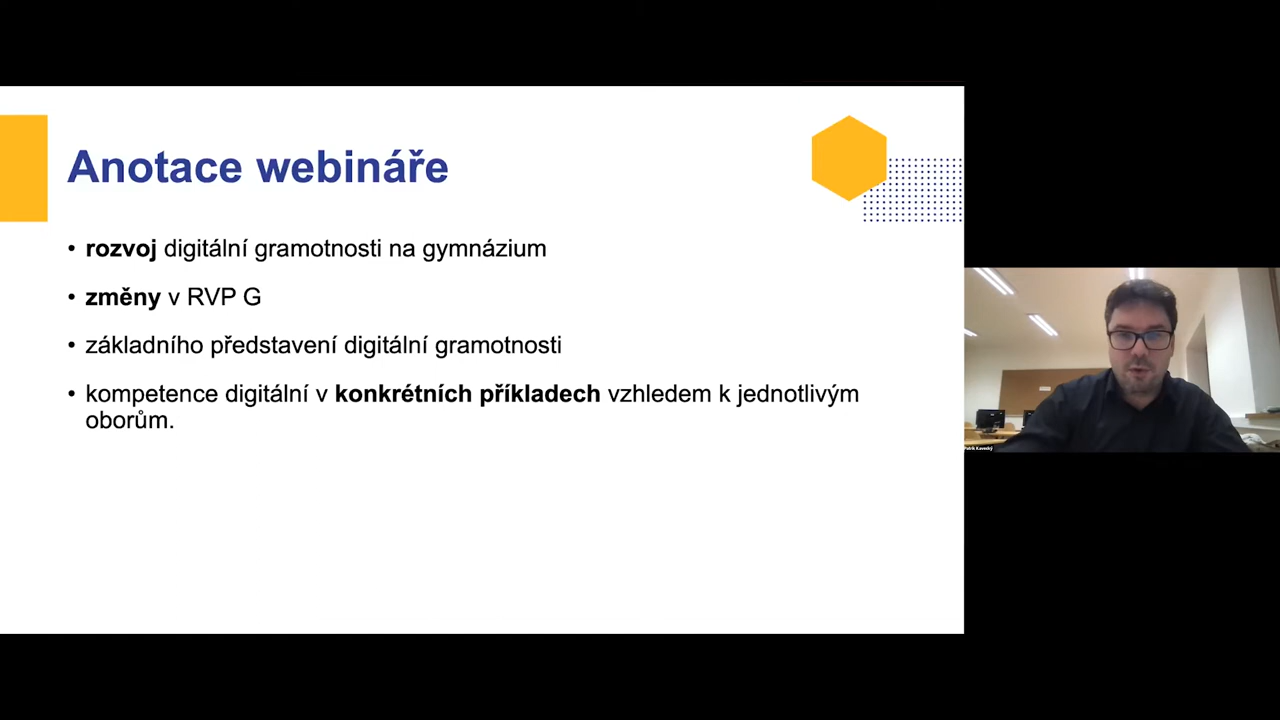 Anotace webináře
• rozvoj digitální gramotnosti na gymnázium
• změny v RVP G
• základního představení digitální gramotnosti
• kompetence digitální v konkrétních příkladech vzhledem k jednotlivým
oborům.